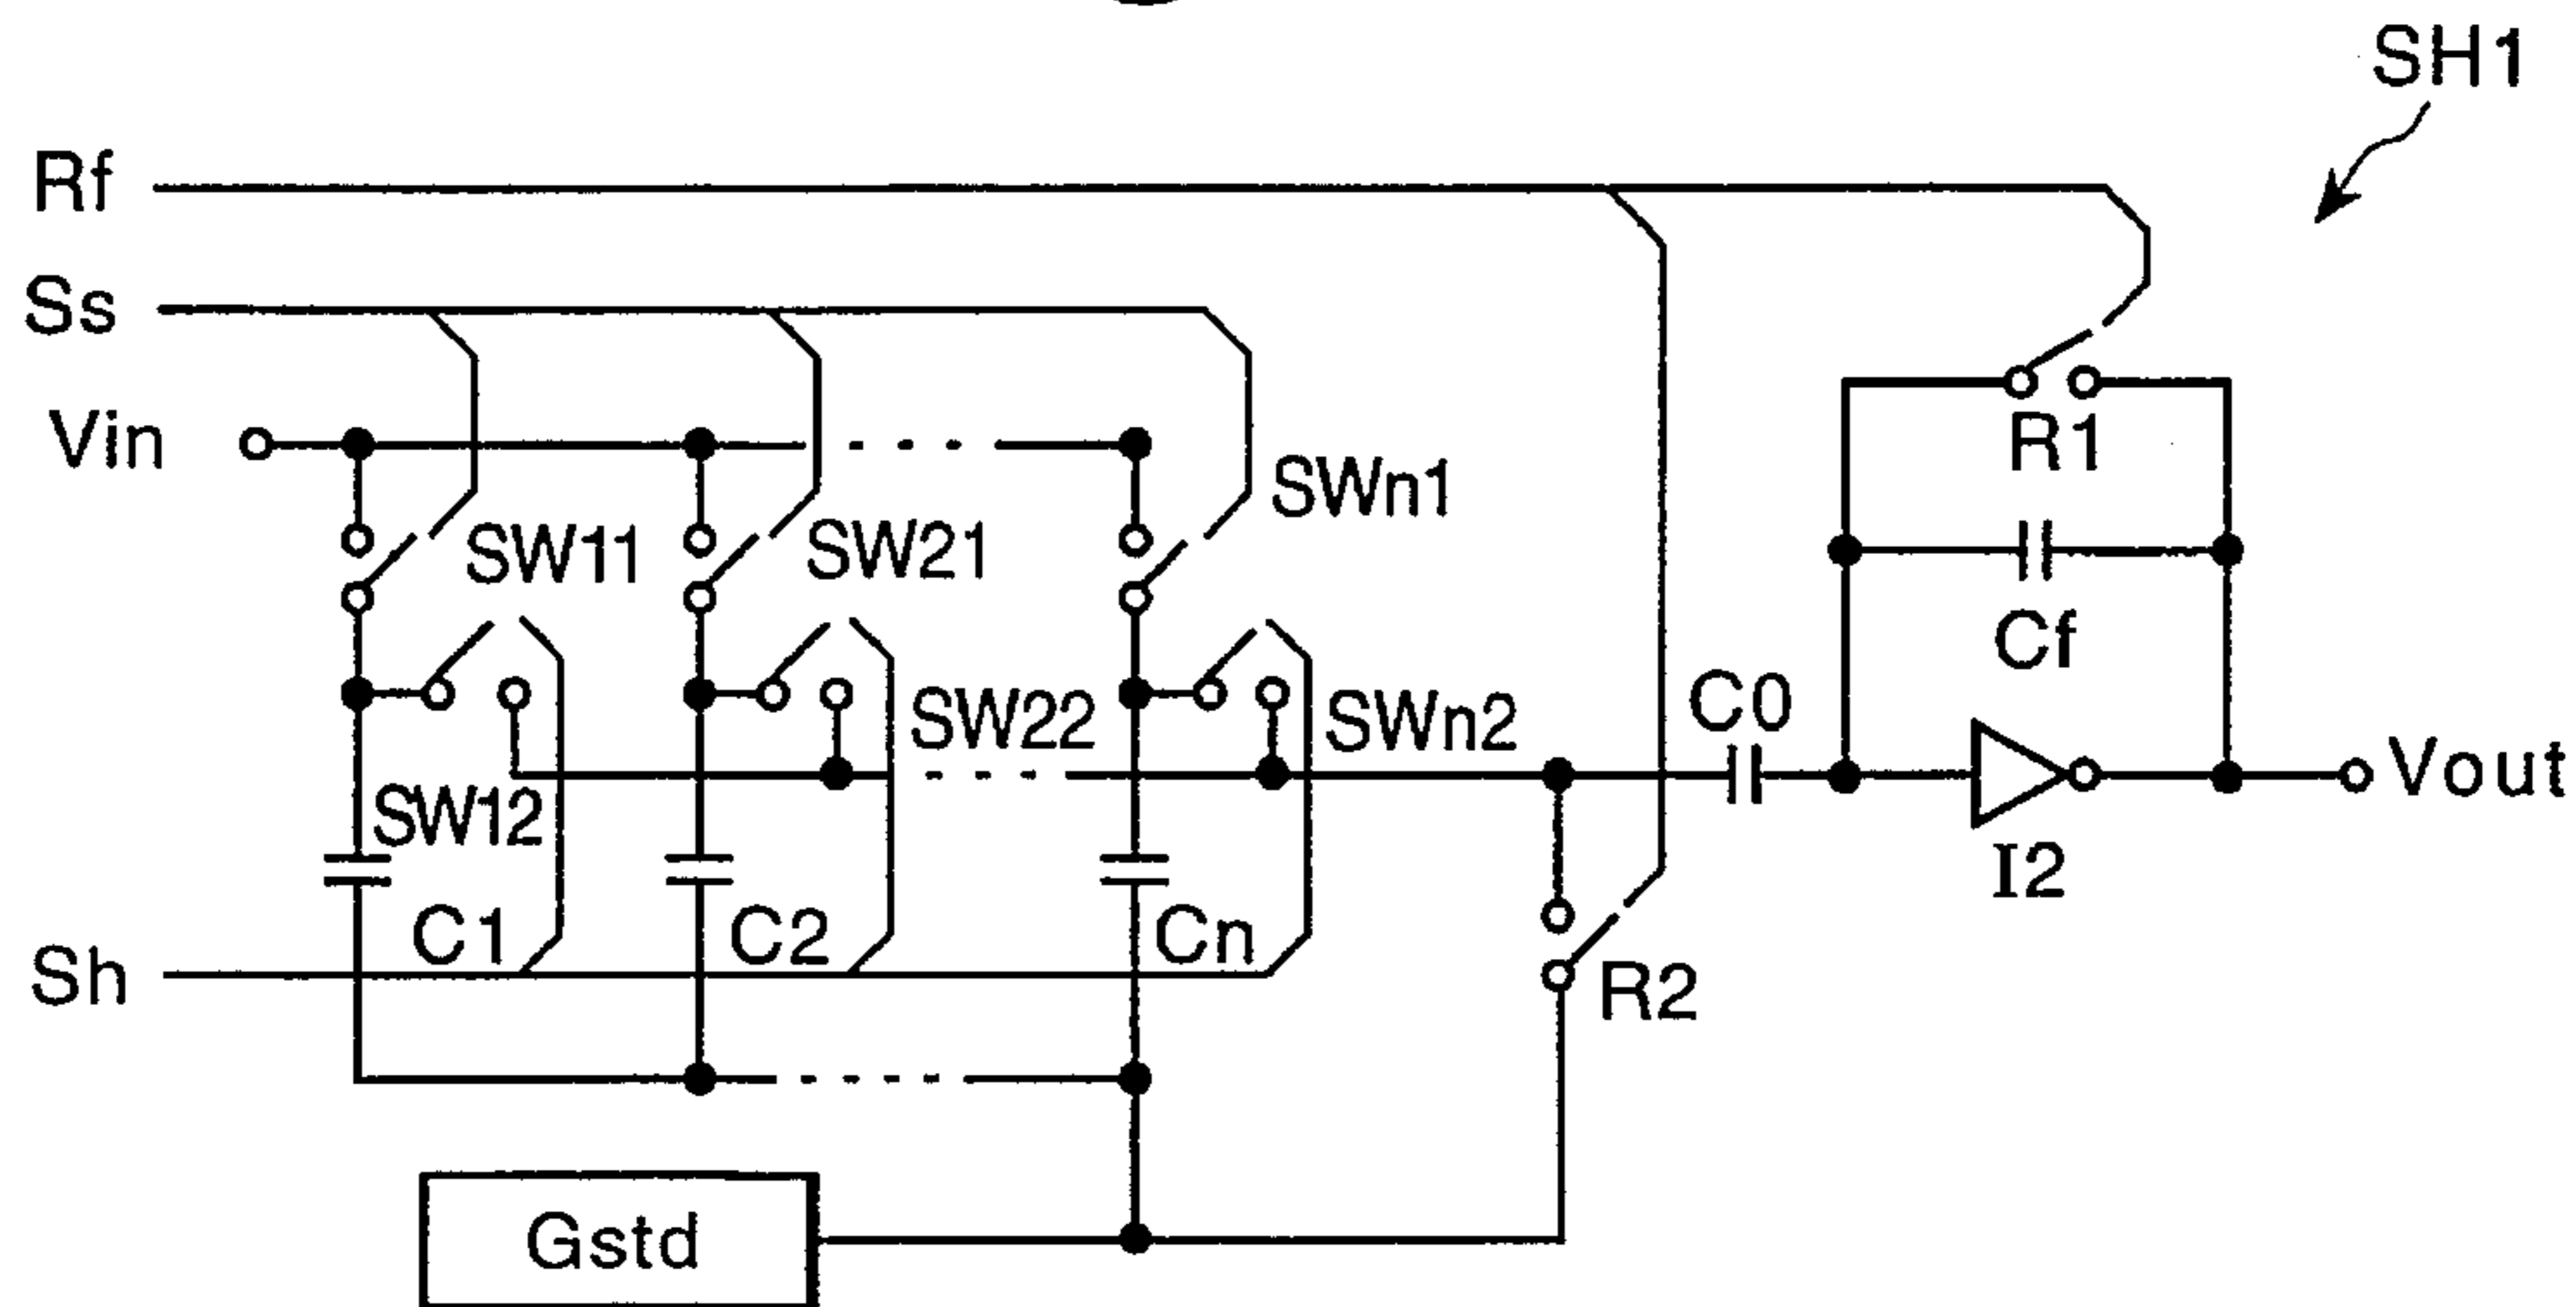 SH1
Rf
Ss
Vin
SWn1
R1
SW11
SW21
Cf
SW22
SWn2
C0
Vout
SW12
I2
C1
C2
Cn
Sh
R2
Gstd